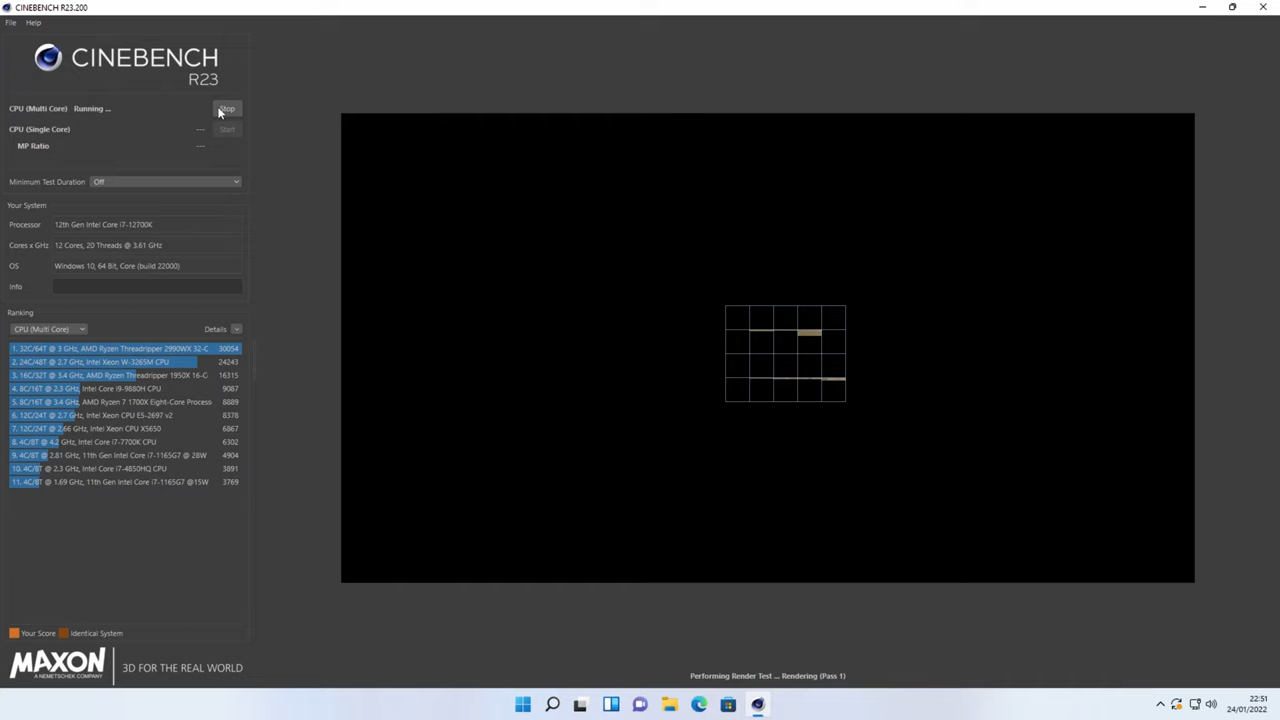 CINEBENCH R23.200
File Help
CINEBENCH
R23
CPU (Multi Core) Running ... Stop
CPU (Single Core) --- Start
MP Ratio ---
Minimum Test Duration Off
Your System
Processor 12th Gen Intel Core i7-12700K
Cores x GHz 12 Cores, 20 Threads @ 3.61 GHz
OS Windows 10, 64 Bit, Core (build 22000)
Info
Ranking
CPU (Multi Core) Details
1. 32C/64T @ 3 GHz, AMD Ryzen Threadripper 2990WX 32-C 30054
2. 24C/48T @ 2.7 GHz, Intel Xeon W-3265M CPU 24243
3. 16C/32T @ 3.4 GHz, AMD Ryzen Threadripper 1950X 16-C 16315
4. 8C/16T @ 2.3 GHz, Intel Core i9-9880H CPU 9087
5. 8C/16T @ 3.4 GHz, AMD Ryzen 7 1700X Eight-Core Process 8889
6. 12C/24T @ 2.7 GHz, Intel Xeon CPU E5-2697 v2 8378
7. 12C/24T @ 2.66 GHz, Intel Xeon CPU X5650 6867
8. 4C/8T @ 4.2 GHz, Intel Core i7-7700K CPU 6302
9. 4C/8T @ 2.81 GHz, 11th Gen Intel Core i7-1165G7 @ 28W 4904
10. 4C/8T @ 2.3 GHz, Intel Core i7-4850HQ CPU 3891
11. 4C/8T @ 1.69 GHz, 11th Gen Intel Core i7-1165G7 @15W 3769
Your Score Identical System
MAXON 3D FOR THE REAL WORLD
A NEMETSCHEK COMPANY
Performing Render Test ... Rendering (Pass 1)
22:51
24/01/2022